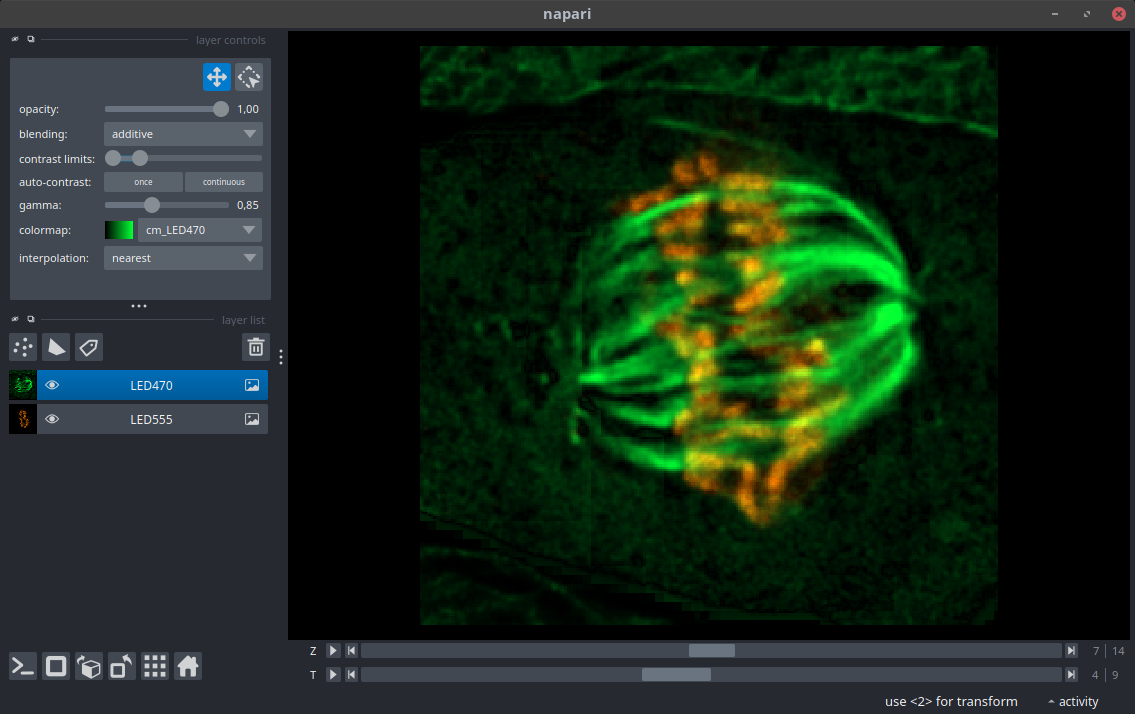 napari
layer controls
opacity: 1,00
blending: additive
contrast limits:
auto-contrast: once continuous
gamma: 0,85
colormap: cm_LED470
interpolation: nearest
layer list
LED470
LED555
Z 7 | 14
T 4 | 9
use <2> for transform activity